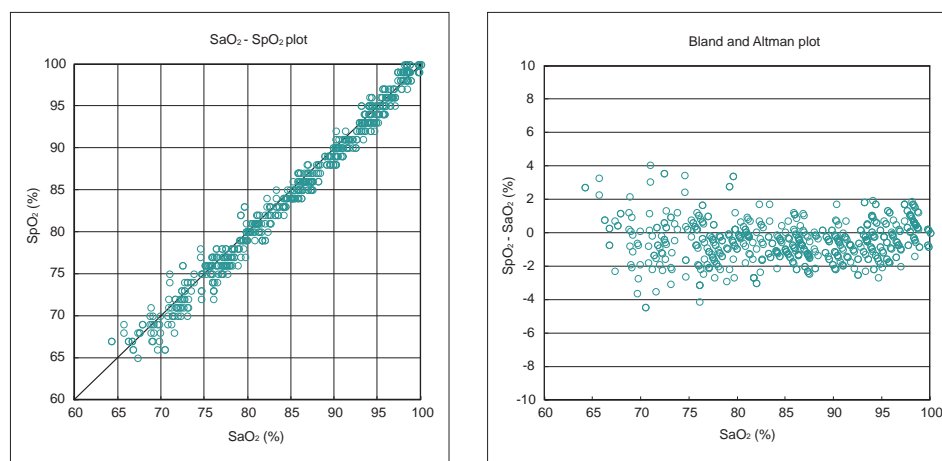 SaO₂ - SpO₂ plot
100
95
90
85
80
75
70
65
60
SpO₂ (%)
60 65 70 75 80 85 90 95 100
SaO₂ (%)
Bland and Altman plot
10
8
6
4
2
0
-2
-4
-6
-8
-10
SpO₂ - SaO₂ (%)
60 65 70 75 80 85 90 95 100
SaO₂ (%)